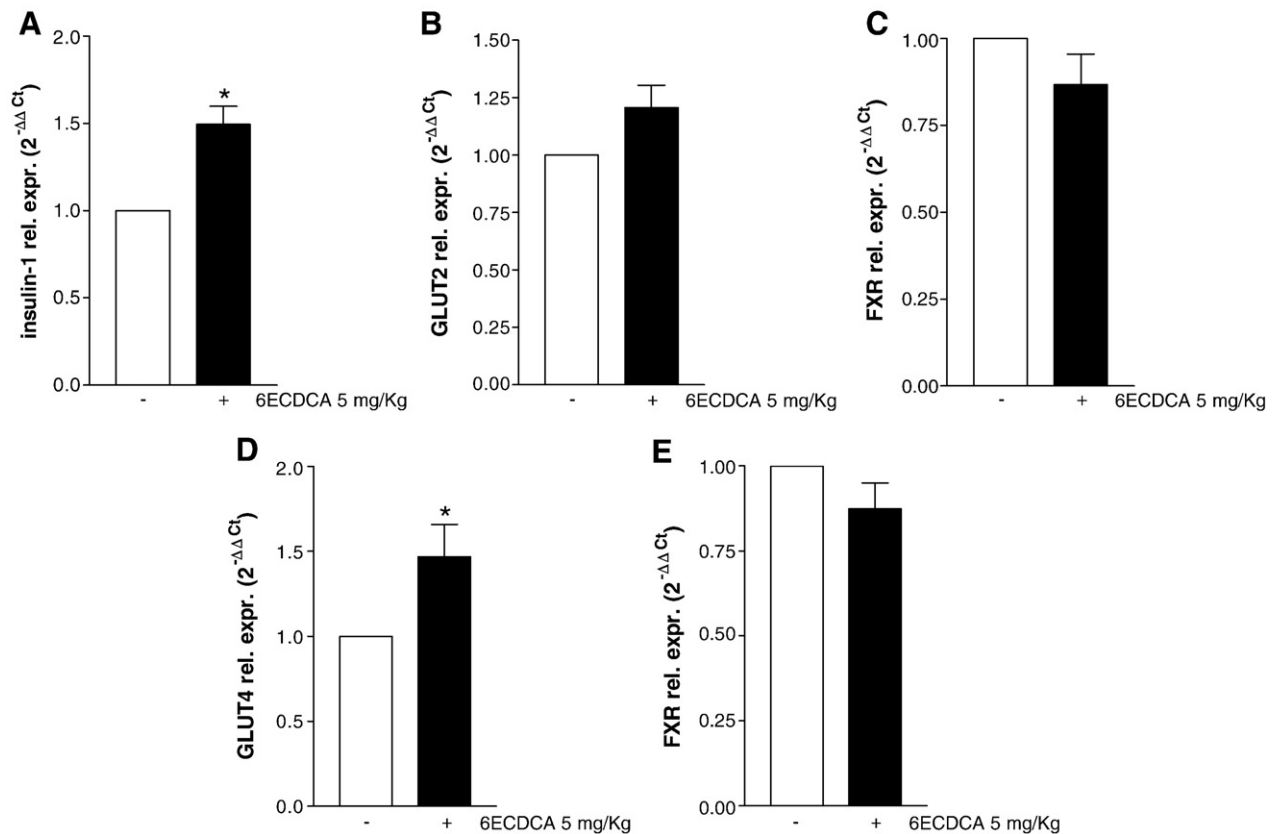 A
insulin-1 rel. expr. (2^-ΔΔCt)
2.0
1.5
1.0
0.5
0.0
*
- + 6ECDCA 5 mg/Kg
B
GLUT2 rel. expr. (2^-ΔΔCt)
1.50
1.25
1.00
0.75
0.50
0.25
0.00
- + 6ECDCA 5 mg/Kg
C
FXR rel. expr. (2^-ΔΔCt)
1.00
0.75
0.50
0.25
0.00
- + 6ECDCA 5 mg/Kg
D
GLUT4 rel. expr. (2^-ΔΔCt)
2.0
1.5
1.0
0.5
0.0
*
- + 6ECDCA 5 mg/Kg
E
FXR rel. expr. (2^-ΔΔCt)
1.00
0.75
0.50
0.25
0.00
- + 6ECDCA 5 mg/Kg